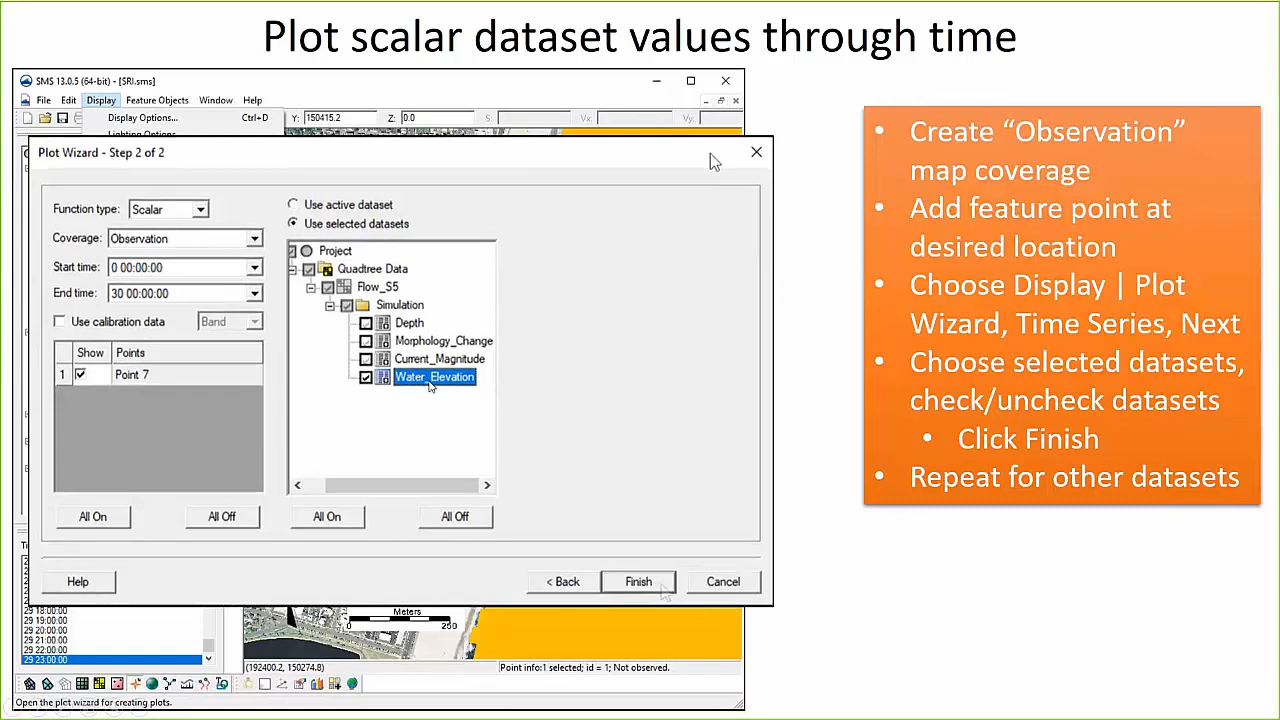 Plot scalar dataset values through time
SMS 13.0.5 (64-bit) - [SRI.sms]
File Edit Display Feature Objects Window Help
Display Options... Ctrl+D
Y: 150415.2 Z: 0.0 S: Vx: Vy:
Lighting Options
Plot Wizard - Step 2 of 2
Function type: Scalar
Coverage: Observation
Start time: 0 00:00:00
End time: 30 00:00:00
Use calibration data Band
Show Points
1 Point 7
All On All Off
Use active dataset
Use selected datasets
Project
Quadtree Data
Flow_S5
Simulation
Depth
Morphology_Change
Current_Magnitude
Water_Elevation
All On All Off
Help < Back Finish Cancel
29 18:00:00
29 19:00:00
29 20:00:00
29 21:00:00
29 22:00:00
29 23:00:00
Meters
0 250
(192400.2, 150274.8) Point info:1 selected; id = 1; Not observed.
Open the plot wizard for creating plots.
• Create “Observation”
map coverage
• Add feature point at
desired location
• Choose Display | Plot
Wizard, Time Series, Next
• Choose selected datasets,
check/uncheck datasets
• Click Finish
• Repeat for other datasets